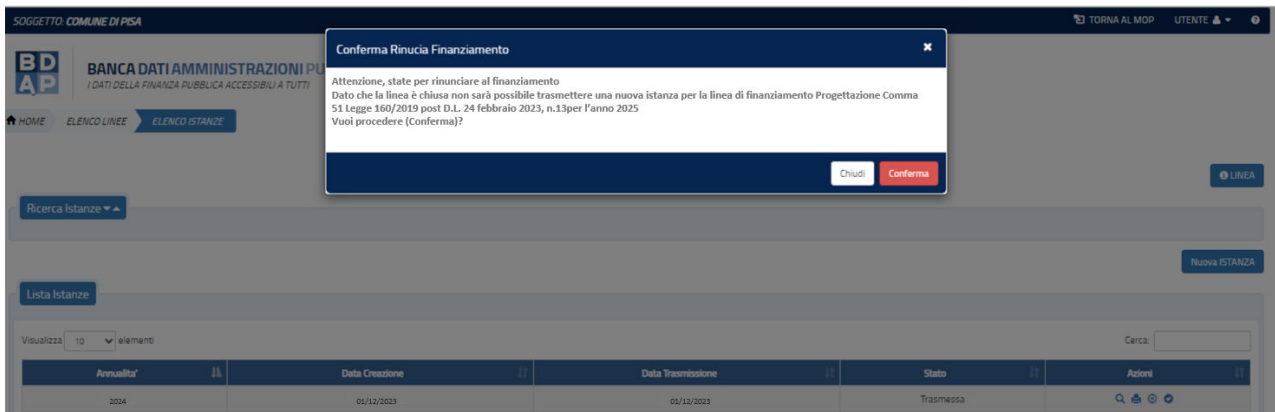 SOGGETTO: COMUNE DI PISA
TORNA AL MOP UTENTE
BD
AP
BANCA DATI AMMINISTRAZIONI PU
I DATI DELLA FINANZA PUBBLICA ACCESSIBILI A TUTTI
HOME ELENCO LINEE ELENCO ISTANZE
Conferma Rinucia Finanziamento
Attenzione, state per rinunciare al finanziamento
Dato che la linea è chiusa non sarà possibile trasmettere una nuova istanza per la linea di finanziamento Progettazione Comma
51 Legge 160/2019 post D.L. 24 febbraio 2023, n.13per l'anno 2025
Vuoi procedere (Conferma)?
Chiudi Conferma
LINEA
Ricerca Istanze
Nuova ISTANZA
Lista Istanze
Visualizza 10 elementi
Cerca:
Annualita' Data Creazione Data Trasmissione Stato Azioni
2024 01/12/2023 01/12/2023 Trasmessa